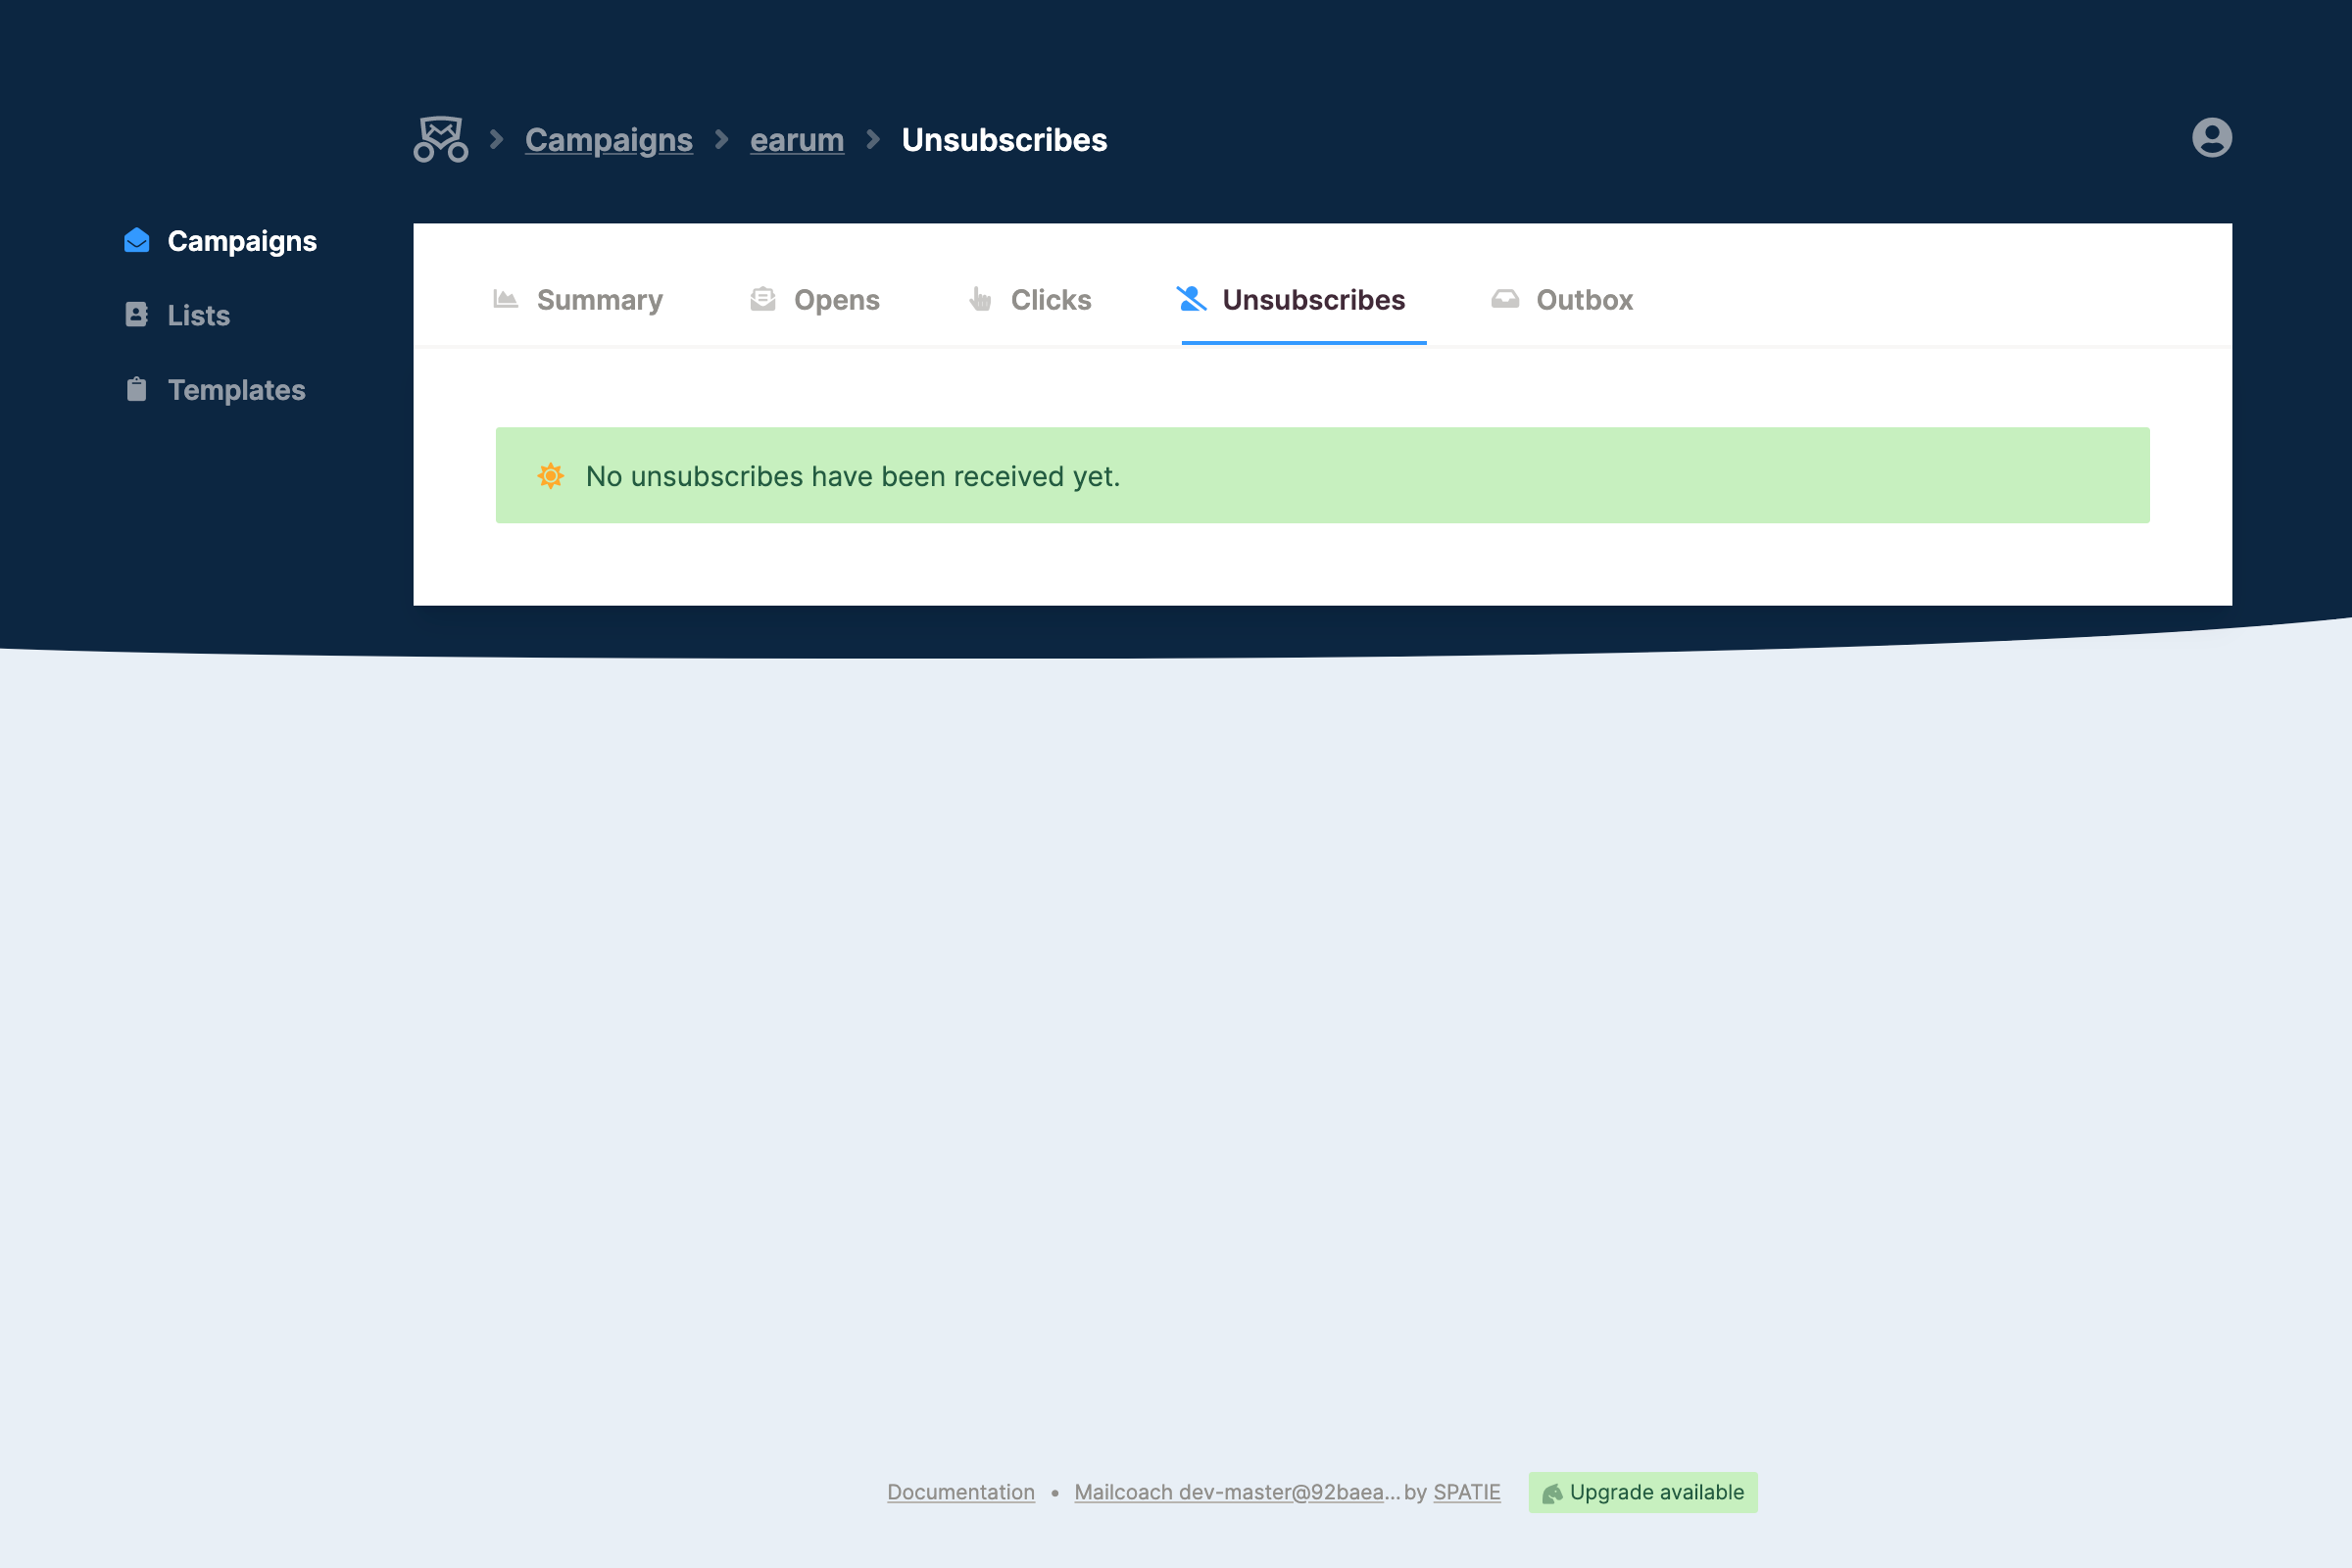 Campaigns earum Unsubscribes
Campaigns
Lists
Templates
Summary Opens Clicks Unsubscribes Outbox
No unsubscribes have been received yet.
Documentation • Mailcoach dev-master@92baea... by SPATIE Upgrade available